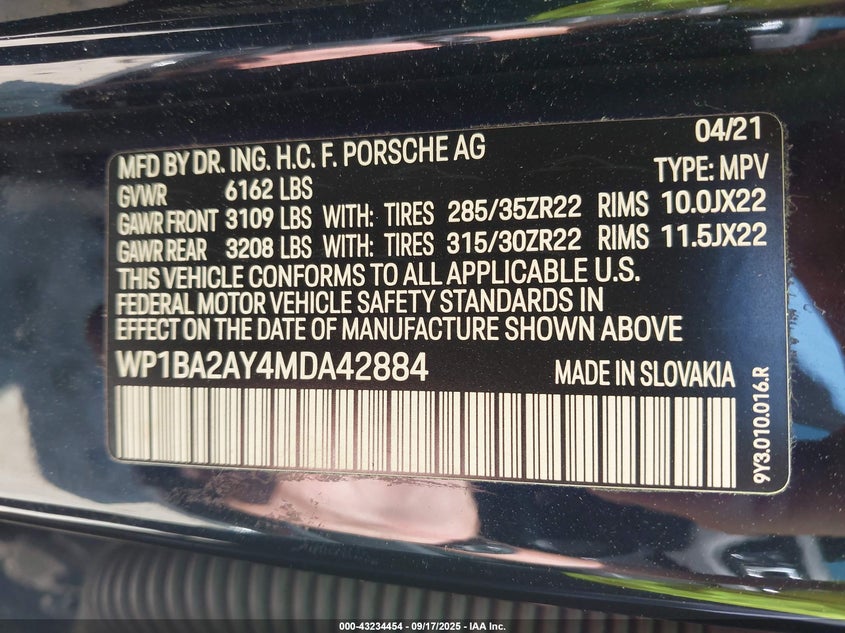 MFD BY DR. ING. H.C. F. PORSCHE AG 04/21
GVWR 6162 LBS TYPE: MPV
GAWR FRONT 3109 LBS WITH: TIRES 285/35ZR22 RIMS 10.0JX22
GAWR REAR 3208 LBS WITH: TIRES 315/30ZR22 RIMS 11.5JX22
THIS VEHICLE CONFORMS TO ALL APPLICABLE U.S.
FEDERAL MOTOR VEHICLE SAFETY STANDARDS IN
EFFECT ON THE DATE OF MANUFACTURE SHOWN ABOVE
WP1BA2AY4MDA42884 MADE IN SLOVAKIA
9Y3.010.016.R
000-43234454 - 09/17/2025 - IAA Inc.